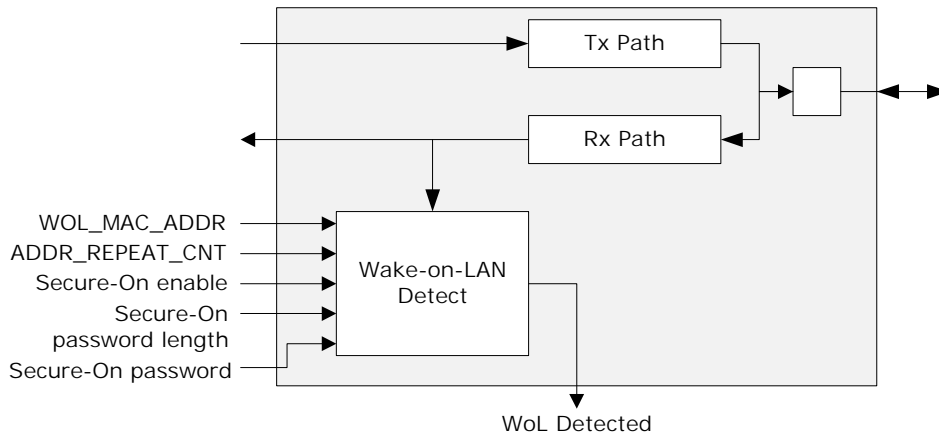 Tx Path
Rx Path
WOL_MAC_ADDR
ADDR_REPEAT_CNT
Secure-On enable
Secure-On
password length
Secure-On password
Wake-on-LAN
Detect
WoL Detected